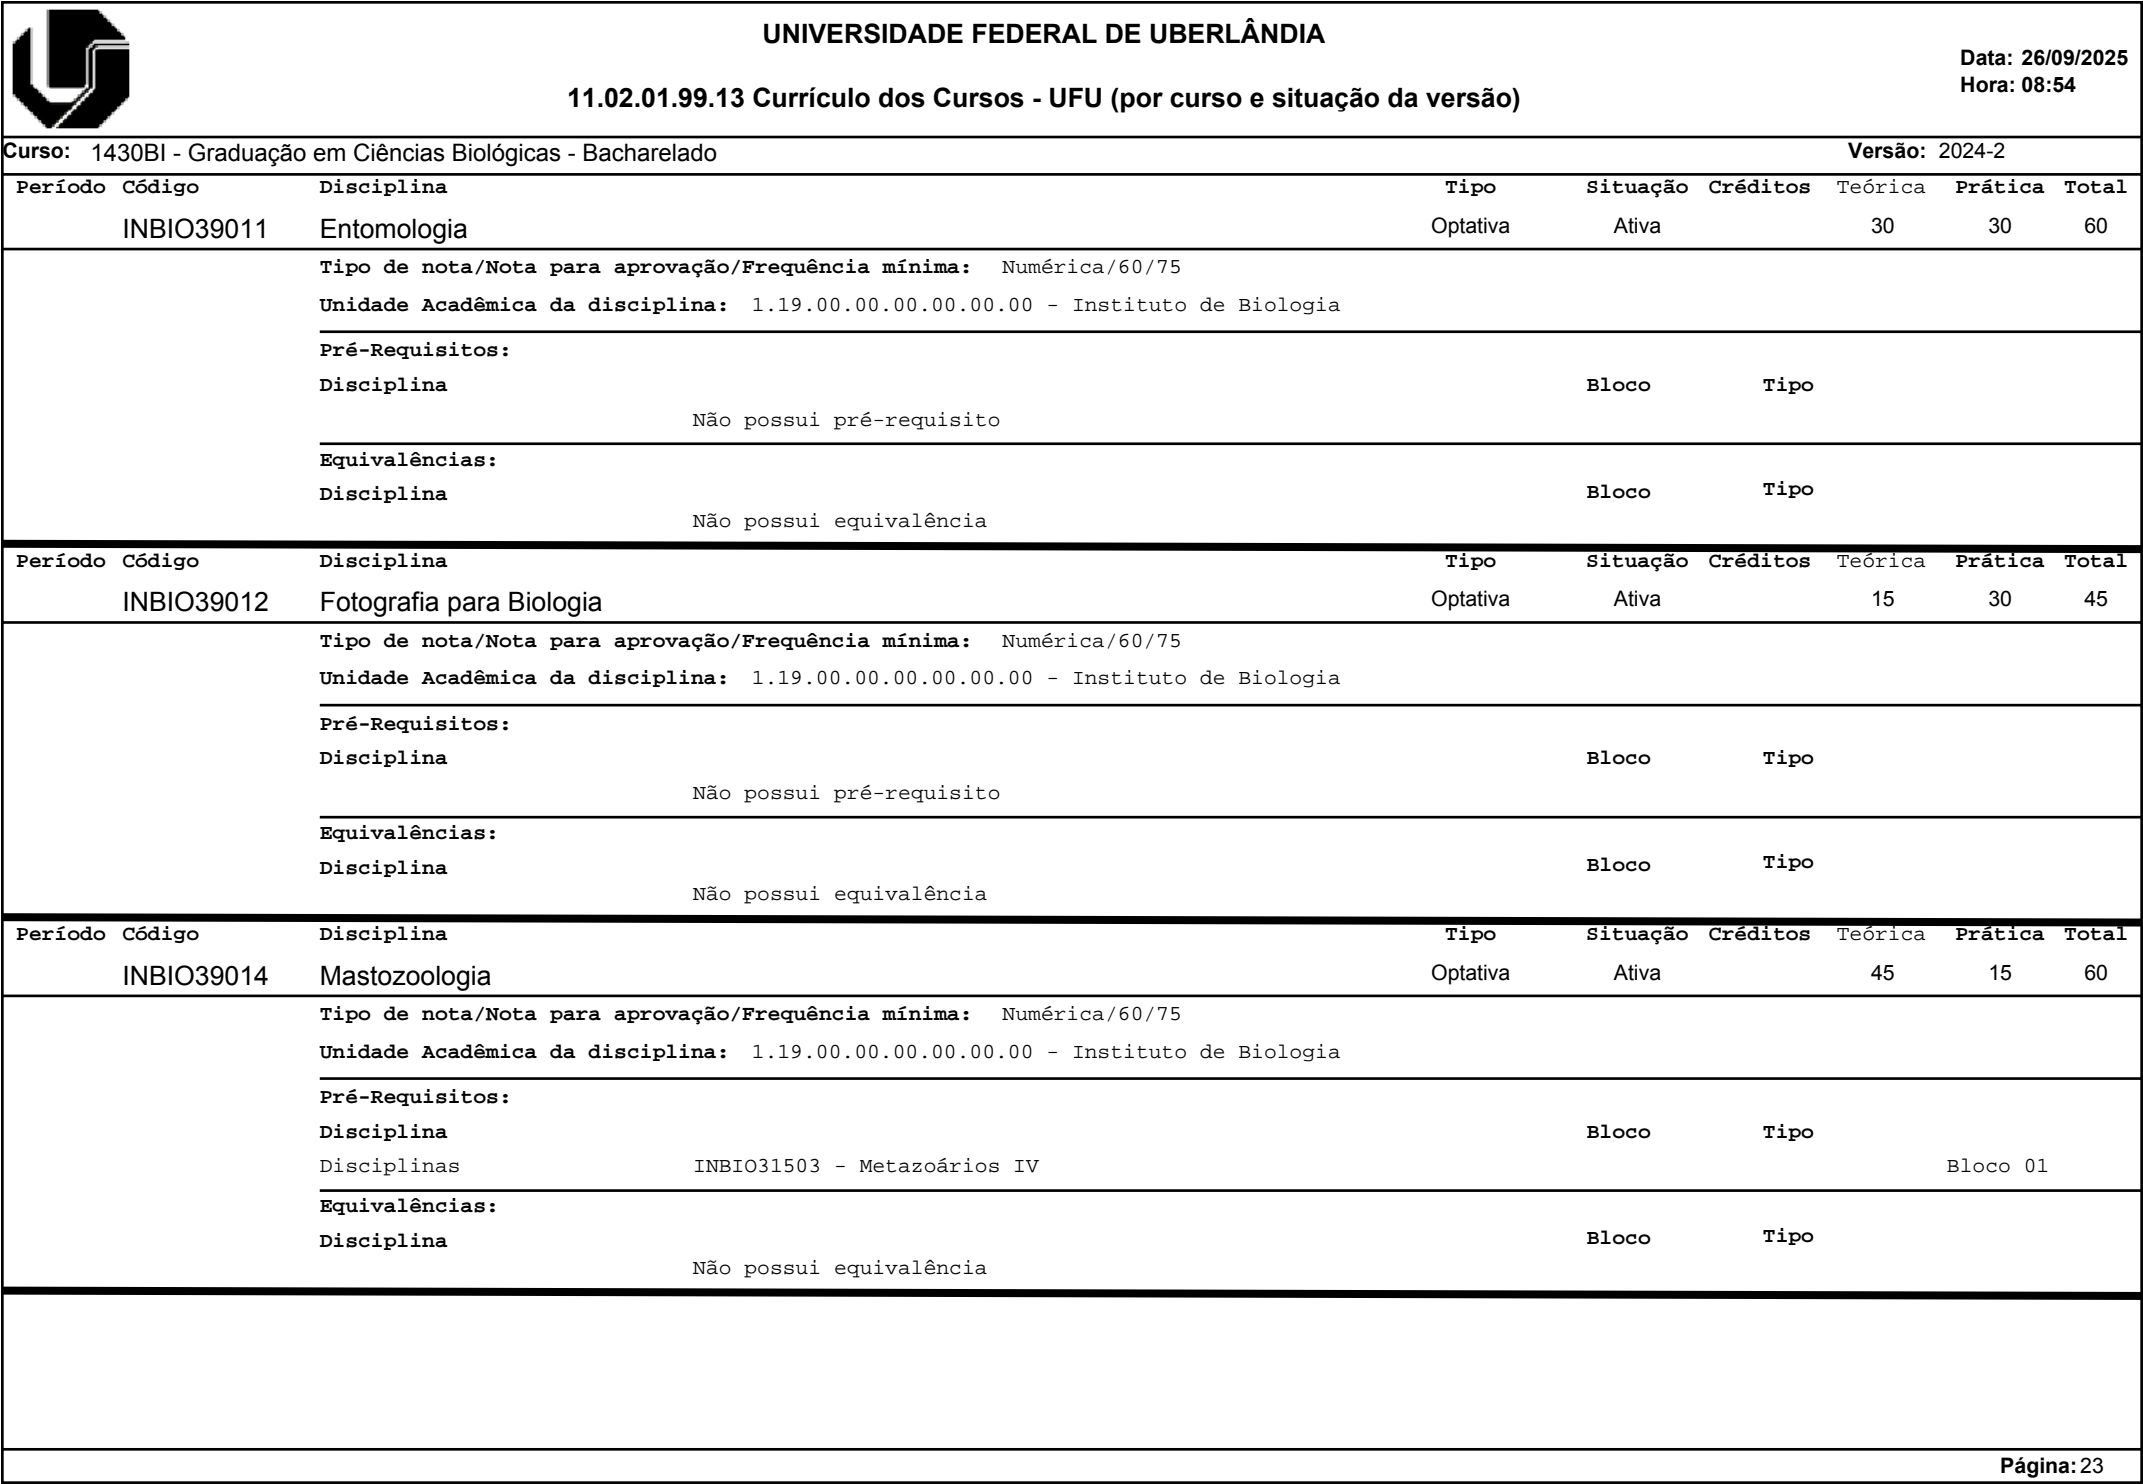 UNIVERSIDADE FEDERAL DE UBERLÂNDIA
Data: 26/09/2025
Hora: 08:54
11.02.01.99.13 Currículo dos Cursos - UFU (por curso e situação da versão)
Curso: 1430BI - Graduação em Ciências Biológicas - Bacharelado Versão: 2024-2
Período Código Disciplina Tipo Situação Créditos Teórica Prática Total
INBIO39011 Entomologia Optativa Ativa 30 30 60
Tipo de nota/Nota para aprovação/Frequência mínima: Numérica/60/75
Unidade Acadêmica da disciplina: 1.19.00.00.00.00.00.00 - Instituto de Biologia
Pré-Requisitos:
Disciplina Bloco Tipo
Não possui pré-requisito
Equivalências:
Disciplina Bloco Tipo
Não possui equivalência
Período Código Disciplina Tipo Situação Créditos Teórica Prática Total
INBIO39012 Fotografia para Biologia Optativa Ativa 15 30 45
Tipo de nota/Nota para aprovação/Frequência mínima: Numérica/60/75
Unidade Acadêmica da disciplina: 1.19.00.00.00.00.00.00 - Instituto de Biologia
Pré-Requisitos:
Disciplina Bloco Tipo
Não possui pré-requisito
Equivalências:
Disciplina Bloco Tipo
Não possui equivalência
Período Código Disciplina Tipo Situação Créditos Teórica Prática Total
INBIO39014 Mastozoologia Optativa Ativa 45 15 60
Tipo de nota/Nota para aprovação/Frequência mínima: Numérica/60/75
Unidade Acadêmica da disciplina: 1.19.00.00.00.00.00.00 - Instituto de Biologia
Pré-Requisitos:
Disciplina Bloco Tipo
Disciplinas INBIO31503 - Metazoários IV Bloco 01
Equivalências:
Disciplina Bloco Tipo
Não possui equivalência
Página: 23